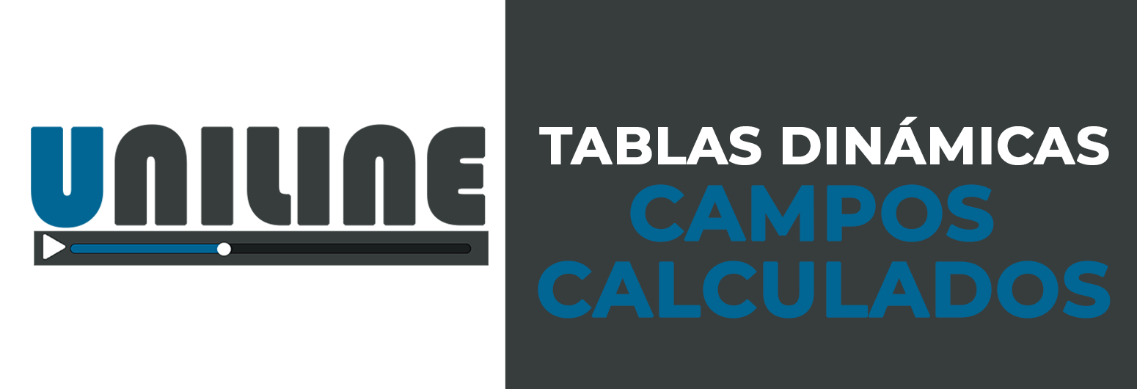 UNILINE
TABLAS DINÁMICAS
CAMPOS
CALCULADOS